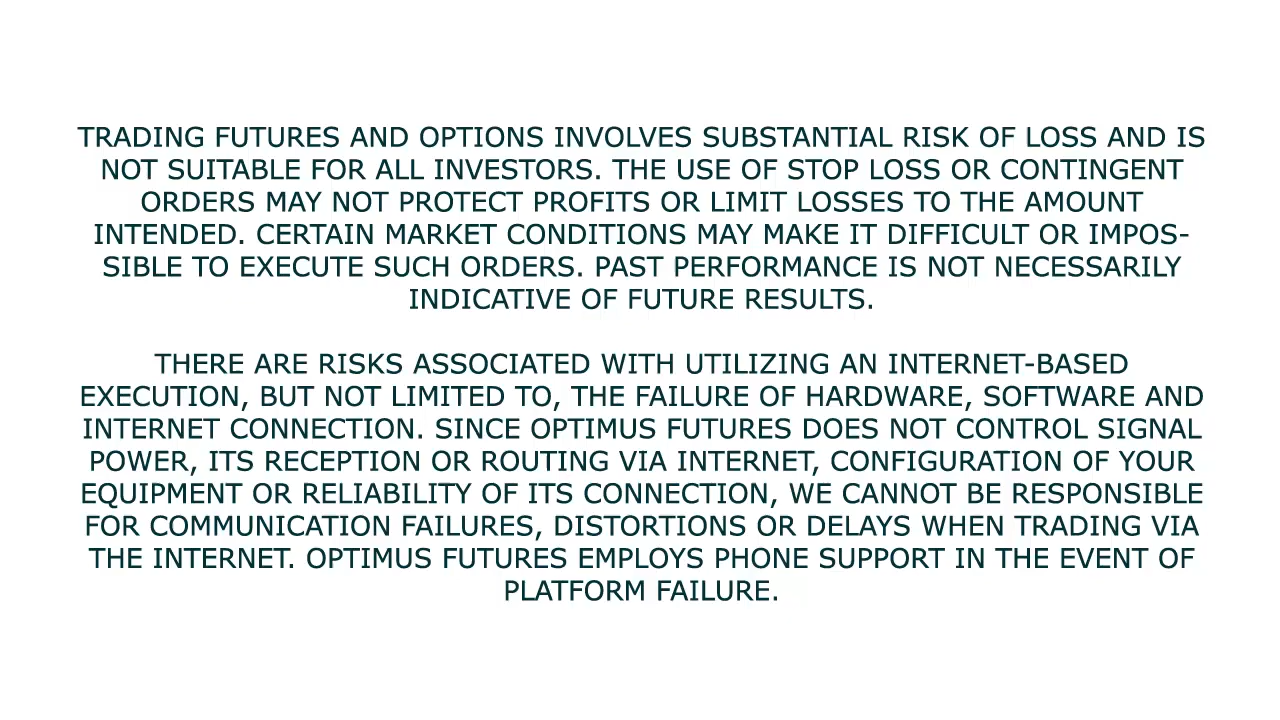 TRADING FUTURES AND OPTIONS INVOLVES SUBSTANTIAL RISK OF LOSS AND IS
NOT SUITABLE FOR ALL INVESTORS. THE USE OF STOP LOSS OR CONTINGENT
ORDERS MAY NOT PROTECT PROFITS OR LIMIT LOSSES TO THE AMOUNT
INTENDED. CERTAIN MARKET CONDITIONS MAY MAKE IT DIFFICULT OR IMPOS-
SIBLE TO EXECUTE SUCH ORDERS. PAST PERFORMANCE IS NOT NECESSARILY
INDICATIVE OF FUTURE RESULTS.
THERE ARE RISKS ASSOCIATED WITH UTILIZING AN INTERNET-BASED
EXECUTION, BUT NOT LIMITED TO, THE FAILURE OF HARDWARE, SOFTWARE AND
INTERNET CONNECTION. SINCE OPTIMUS FUTURES DOES NOT CONTROL SIGNAL
POWER, ITS RECEPTION OR ROUTING VIA INTERNET, CONFIGURATION OF YOUR
EQUIPMENT OR RELIABILITY OF ITS CONNECTION, WE CANNOT BE RESPONSIBLE
FOR COMMUNICATION FAILURES, DISTORTIONS OR DELAYS WHEN TRADING VIA
THE INTERNET. OPTIMUS FUTURES EMPLOYS PHONE SUPPORT IN THE EVENT OF
PLATFORM FAILURE.